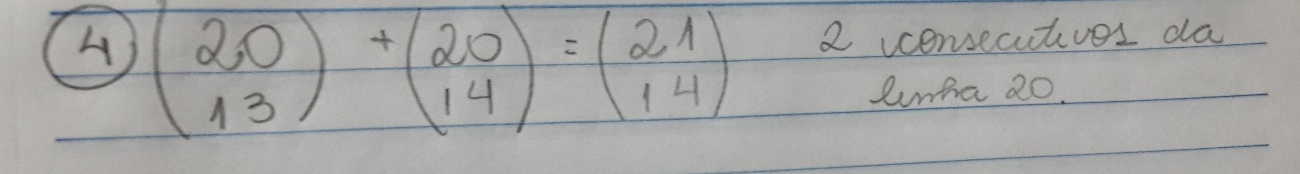 4 (20 + (20 = (21 2 consecutivos da
13) 14) 14) linha 20.